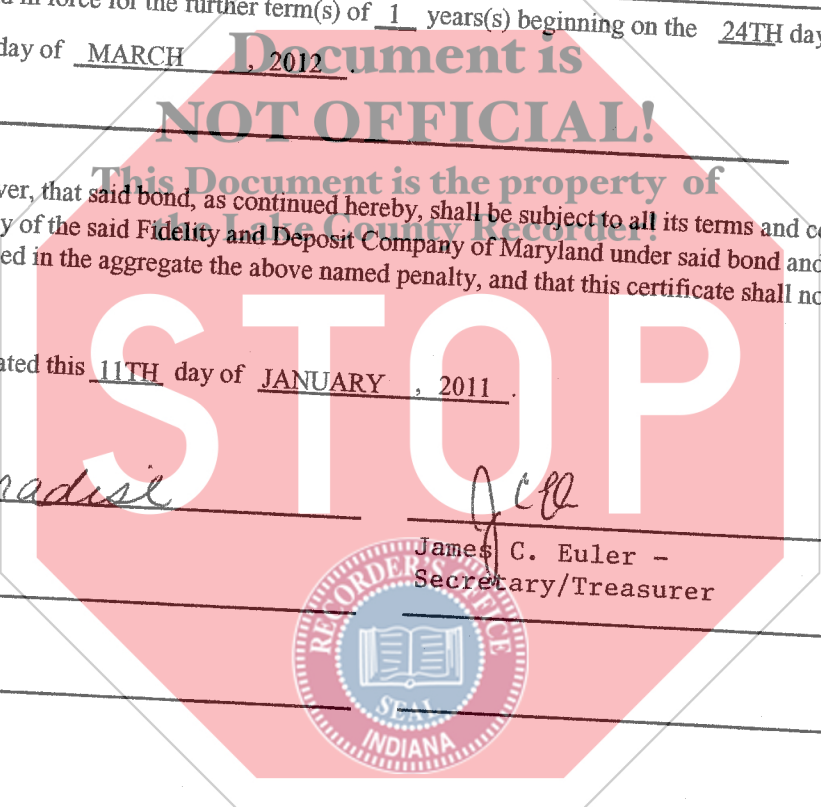 in force for the further term(s) of 1 years(s) beginning on the 24TH day
day of MARCH , 2012 .
Document is
NOT OFFICIAL!
This Document is the property of
the Lake County Recorder!
ver, that said bond, as continued hereby, shall be subject to all its terms and co
y of the said Fidelity and Deposit Company of Maryland under said bond and
ed in the aggregate the above named penalty, and that this certificate shall no
STOP
ated this 11TH day of JANUARY , 2011 .
radise
James C. Euler –
Secretary/Treasurer
RECORDER'S OFFICE
SEAL
INDIANA